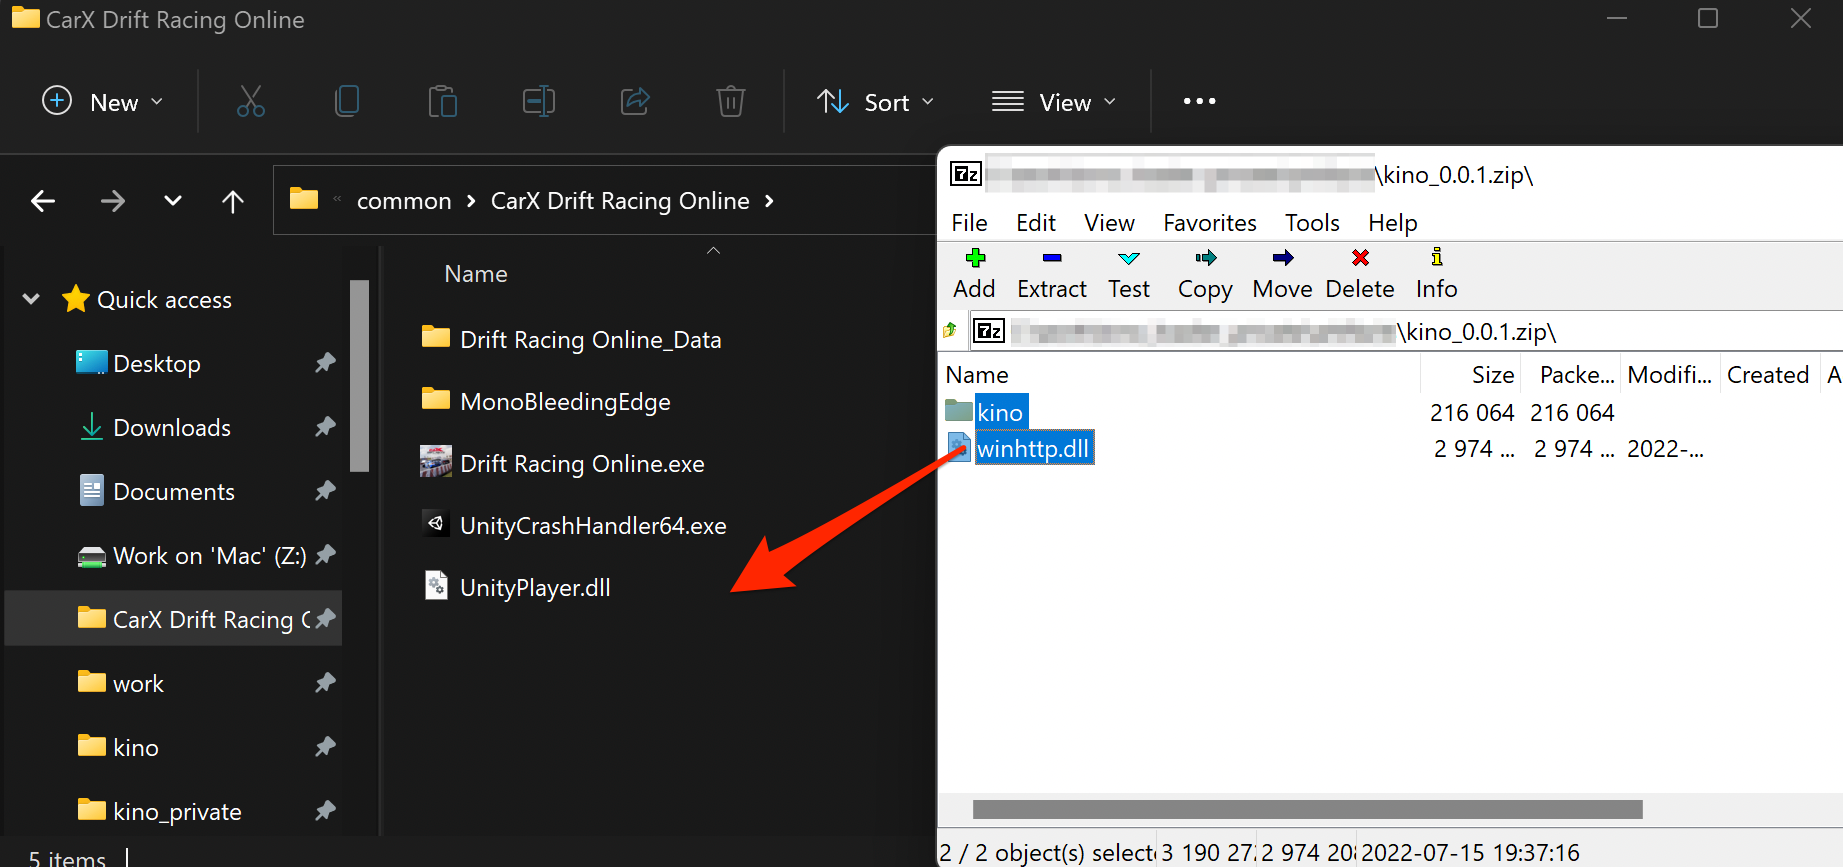 CarX Drift Racing Online
New
Sort
View
« common > CarX Drift Racing Online >
Name
Quick access
Desktop
Downloads
Documents
Work on 'Mac' (Z:)
CarX Drift Racing
work
kino
kino_private
Drift Racing Online_Data
MonoBleedingEdge
Drift Racing Online.exe
UnityCrashHandler64.exe
UnityPlayer.dll
5 items
7z \kino_0.0.1.zip\
File Edit View Favorites Tools Help
Add Extract Test Copy Move Delete Info
7z \kino_0.0.1.zip\
Name Size Packe... Modifi... Created A
kino 216 064 216 064
winhttp.dll 2 974 ... 2 974 ... 2022-...
2 / 2 object(s) select 3 190 27 2 974 20 2022-07-15 19:37:16